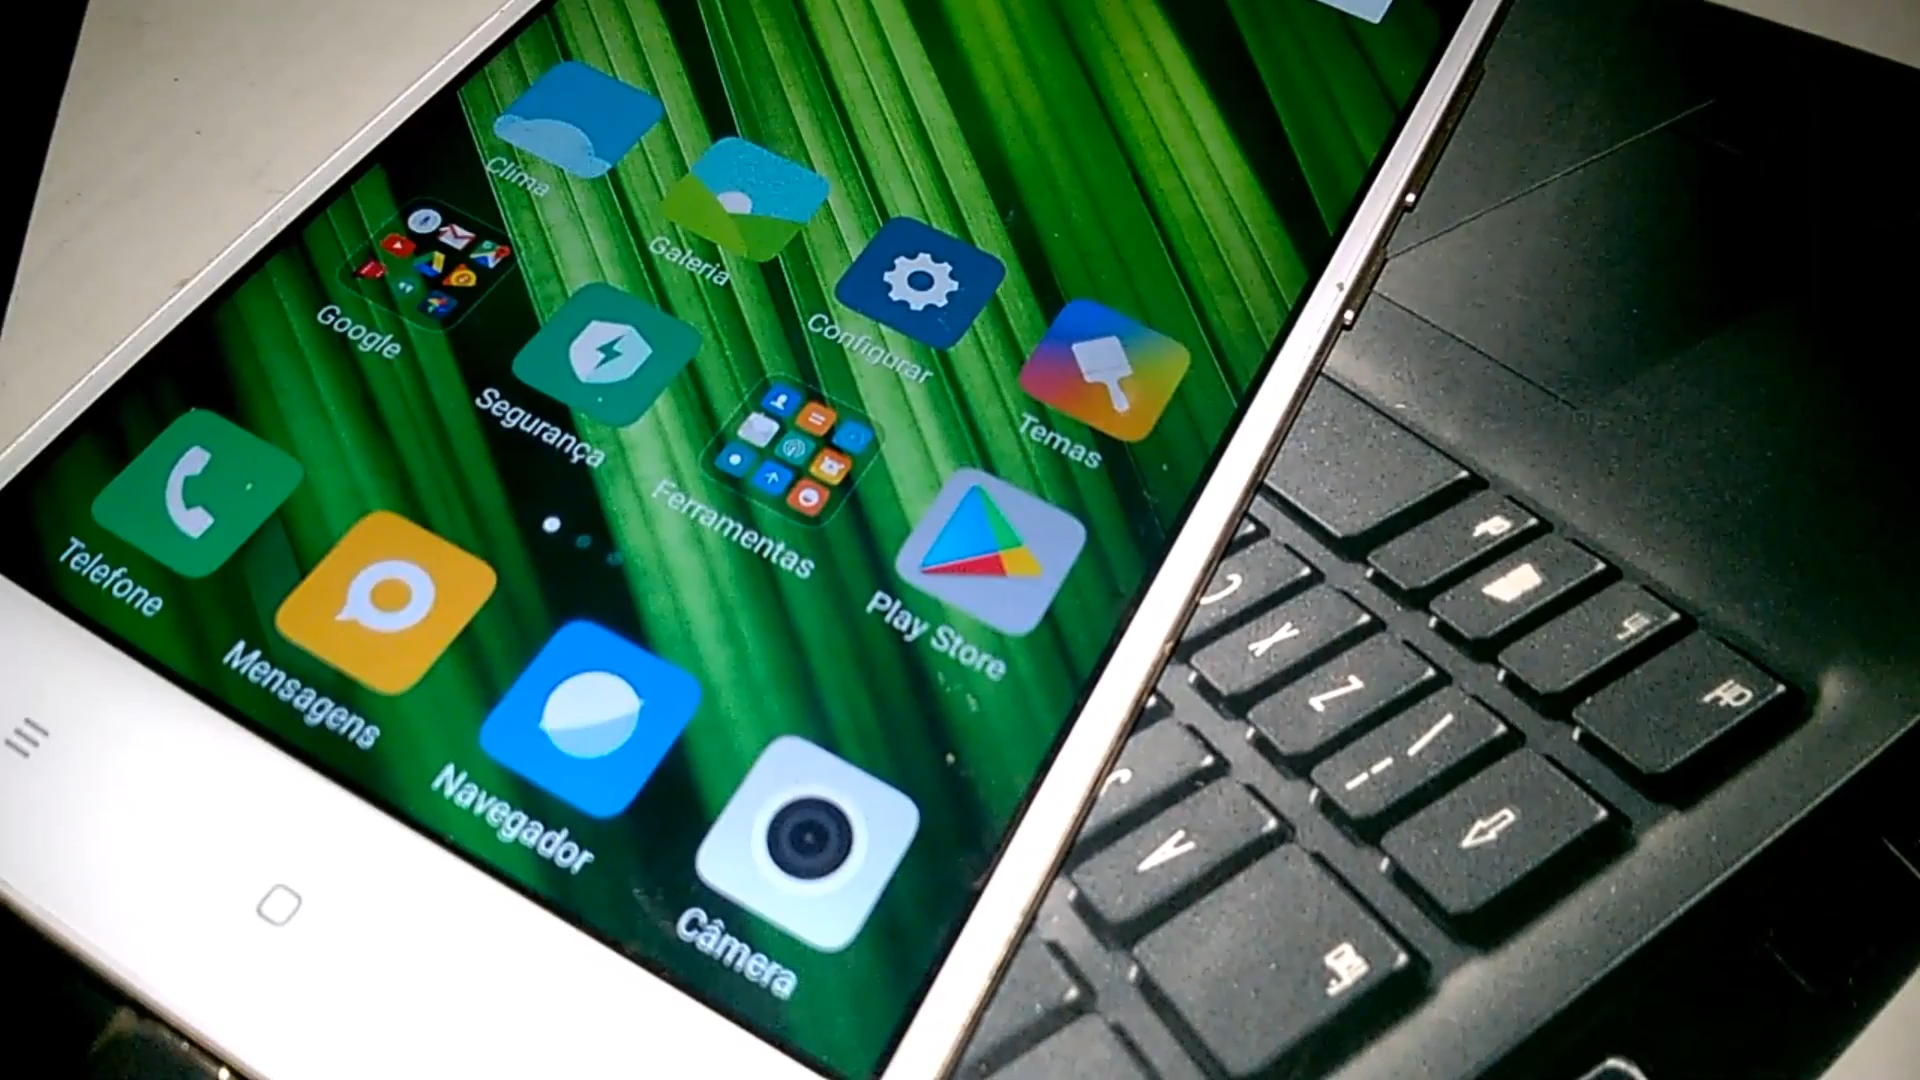 Clima
Galeria
Configurar
Temas
Google
Segurança
Ferramentas
Play Store
Telefone
Mensagens
Navegador
Câmera
X
Z
\
|